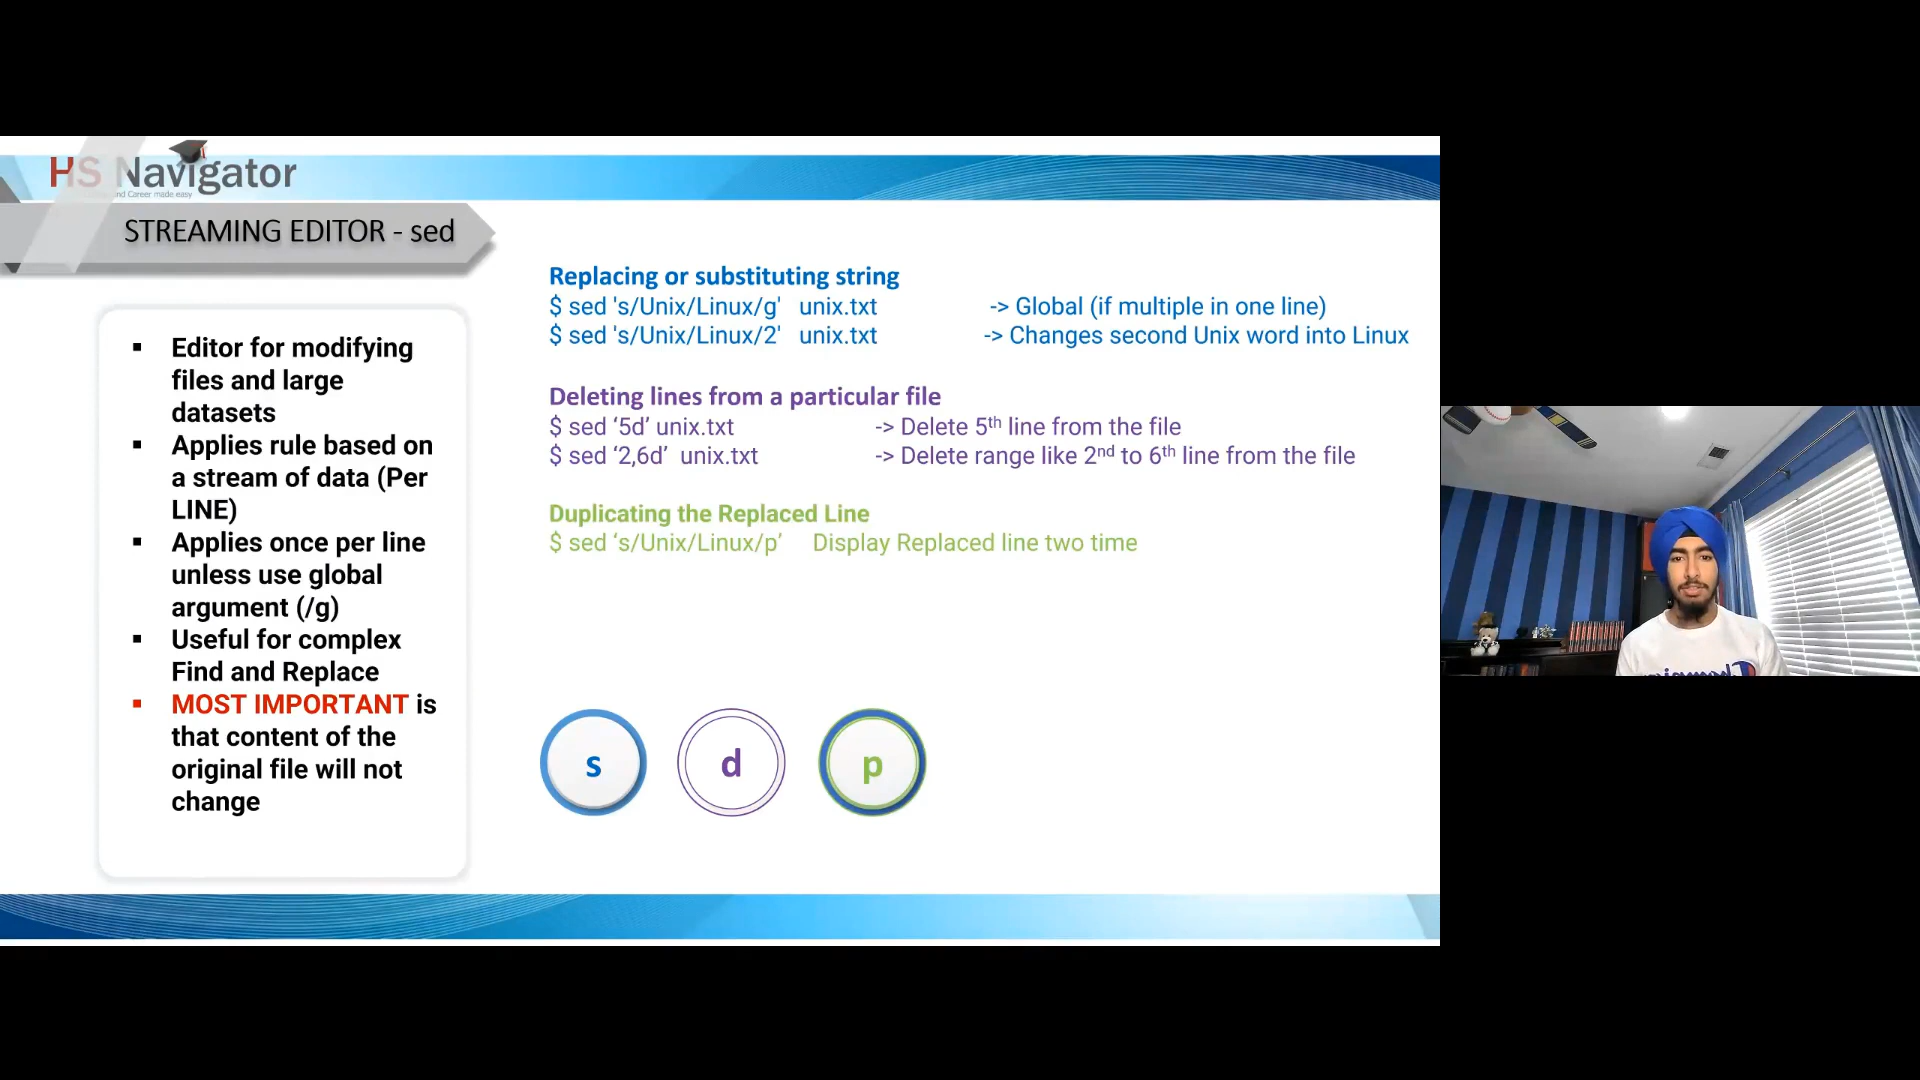 HS Navigator
and Career made easy
STREAMING EDITOR - sed
▪ Editor for modifying
files and large
datasets
▪ Applies rule based on
a stream of data (Per
LINE)
▪ Applies once per line
unless use global
argument (/g)
▪ Useful for complex
Find and Replace
▪ MOST IMPORTANT is
that content of the
original file will not
change
Replacing or substituting string
$ sed 's/Unix/Linux/g' unix.txt -> Global (if multiple in one line)
$ sed 's/Unix/Linux/2' unix.txt -> Changes second Unix word into Linux
Deleting lines from a particular file
$ sed ‘5d’ unix.txt -> Delete 5th line from the file
$ sed ‘2,6d’ unix.txt -> Delete range like 2nd to 6th line from the file
Duplicating the Replaced Line
$ sed ‘s/Unix/Linux/p’ Display Replaced line two time
s d p